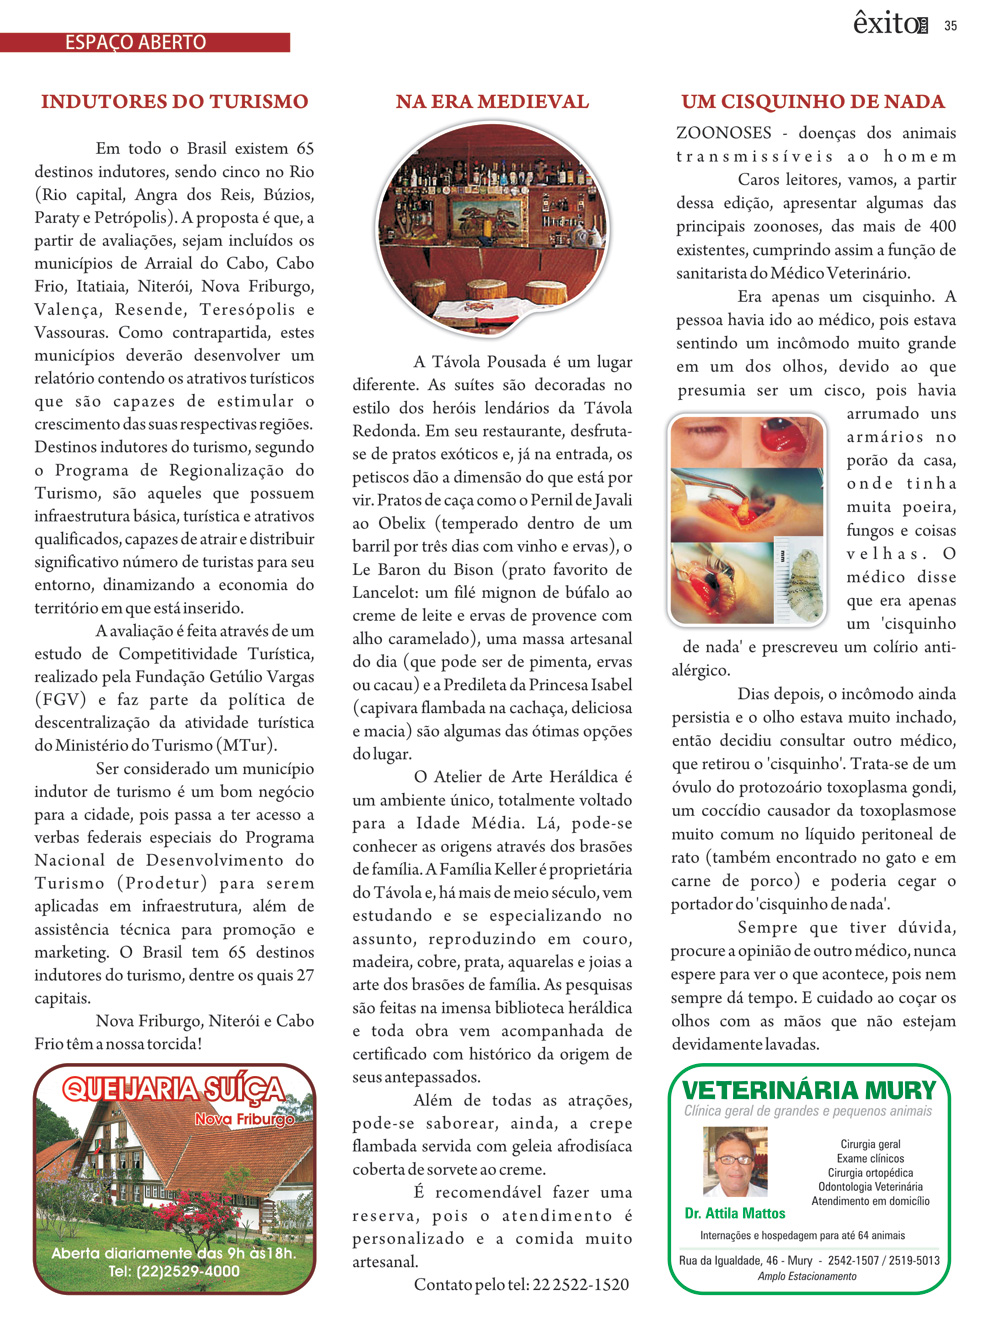 êxito RIO 35
ESPAÇO ABERTO
INDUTORES DO TURISMO
Em todo o Brasil existem 65
destinos indutores, sendo cinco no Rio
(Rio capital, Angra dos Reis, Búzios,
Paraty e Petrópolis). A proposta é que, a
partir de avaliações, sejam incluídos os
municípios de Arraial do Cabo, Cabo
Frio, Itatiaia, Niterói, Nova Friburgo,
Valença, Resende, Teresópolis e
Vassouras. Como contrapartida, estes
municípios deverão desenvolver um
relatório contendo os atrativos turísticos
que são capazes de estimular o
crescimento das suas respectivas regiões.
Destinos indutores do turismo, segundo
o Programa de Regionalização do
Turismo, são aqueles que possuem
infraestrutura básica, turística e atrativos
qualificados, capazes de atrair e distribuir
significativo número de turistas para seu
entorno, dinamizando a economia do
território em que está inserido.
A avaliação é feita através de um
estudo de Competitividade Turística,
realizado pela Fundação Getúlio Vargas
(FGV) e faz parte da política de
descentralização da atividade turística
do Ministério do Turismo (MTur).
Ser considerado um município
indutor de turismo é um bom negócio
para a cidade, pois passa a ter acesso a
verbas federais especiais do Programa
Nacional de Desenvolvimento do
Turismo (Prodetur) para serem
aplicadas em infraestrutura, além de
assistência técnica para promoção e
marketing. O Brasil tem 65 destinos
indutores do turismo, dentre os quais 27
capitais.
Nova Friburgo, Niterói e Cabo
Frio têm a nossa torcida!
QUEIJARIA SUÍÇA
Nova Friburgo
Aberta diariamente das 9h às18h.
Tel: (22)2529-4000
NA ERA MEDIEVAL
A Távola Pousada é um lugar
diferente. As suítes são decoradas no
estilo dos heróis lendários da Távola
Redonda. Em seu restaurante, desfruta-
se de pratos exóticos e, já na entrada, os
petiscos dão a dimensão do que está por
vir. Pratos de caça como o Pernil de Javali
ao Obelix (temperado dentro de um
barril por três dias com vinho e ervas), o
Le Baron du Bison (prato favorito de
Lancelot: um filé mignon de búfalo ao
creme de leite e ervas de provence com
alho caramelado), uma massa artesanal
do dia (que pode ser de pimenta, ervas
ou cacau) e a Predileta da Princesa Isabel
(capivara flambada na cachaça, deliciosa
e macia) são algumas das ótimas opções
do lugar.
O Atelier de Arte Heráldica é
um ambiente único, totalmente voltado
para a Idade Média. Lá, pode-se
conhecer as origens através dos brasões
de família. A Família Keller é proprietária
do Távola e, há mais de meio século, vem
estudando e se especializando no
assunto, reproduzindo em couro,
madeira, cobre, prata, aquarelas e joias a
arte dos brasões de família. As pesquisas
são feitas na imensa biblioteca heráldica
e toda obra vem acompanhada de
certificado com histórico da origem de
seus antepassados.
Além de todas as atrações,
pode-se saborear, ainda, a crepe
flambada servida com geleia afrodisíaca
coberta de sorvete ao creme.
É recomendável fazer uma
reserva, pois o atendimento é
personalizado e a comida muito
artesanal.
Contato pelo tel: 22 2522-1520
UM CISQUINHO DE NADA
ZOONOSES - doenças dos animais
transmissíveis ao homem
Caros leitores, vamos, a partir
dessa edição, apresentar algumas das
principais zoonoses, das mais de 400
existentes, cumprindo assim a função de
sanitarista do Médico Veterinário.
Era apenas um cisquinho. A
pessoa havia ido ao médico, pois estava
sentindo um incômodo muito grande
em um dos olhos, devido ao que
presumia ser um cisco, pois havia
arrumado uns
armários no
porão da casa,
onde tinha
muita poeira,
fungos e coisas
velhas. O
médico disse
que era apenas
um 'cisquinho
de nada' e prescreveu um colírio anti-
alérgico.
Dias depois, o incômodo ainda
persistia e o olho estava muito inchado,
então decidiu consultar outro médico,
que retirou o 'cisquinho'. Trata-se de um
óvulo do protozoário toxoplasma gondi,
um coccídio causador da toxoplasmose
muito comum no líquido peritoneal de
rato (também encontrado no gato e em
carne de porco) e poderia cegar o
portador do 'cisquinho de nada'.
Sempre que tiver dúvida,
procure a opinião de outro médico, nunca
espere para ver o que acontece, pois nem
sempre dá tempo. E cuidado ao coçar os
olhos com as mãos que não estejam
devidamente lavadas.
VETERINÁRIA MURY
Clínica geral de grandes e pequenos animais
Cirurgia geral
Exame clínicos
Cirurgia ortopédica
Odontologia Veterinária
Atendimento em domicílio
Dr. Attila Mattos
Internações e hospedagem para até 64 animais
Rua da Igualdade, 46 - Mury - 2542-1507 / 2519-5013
Amplo Estacionamento